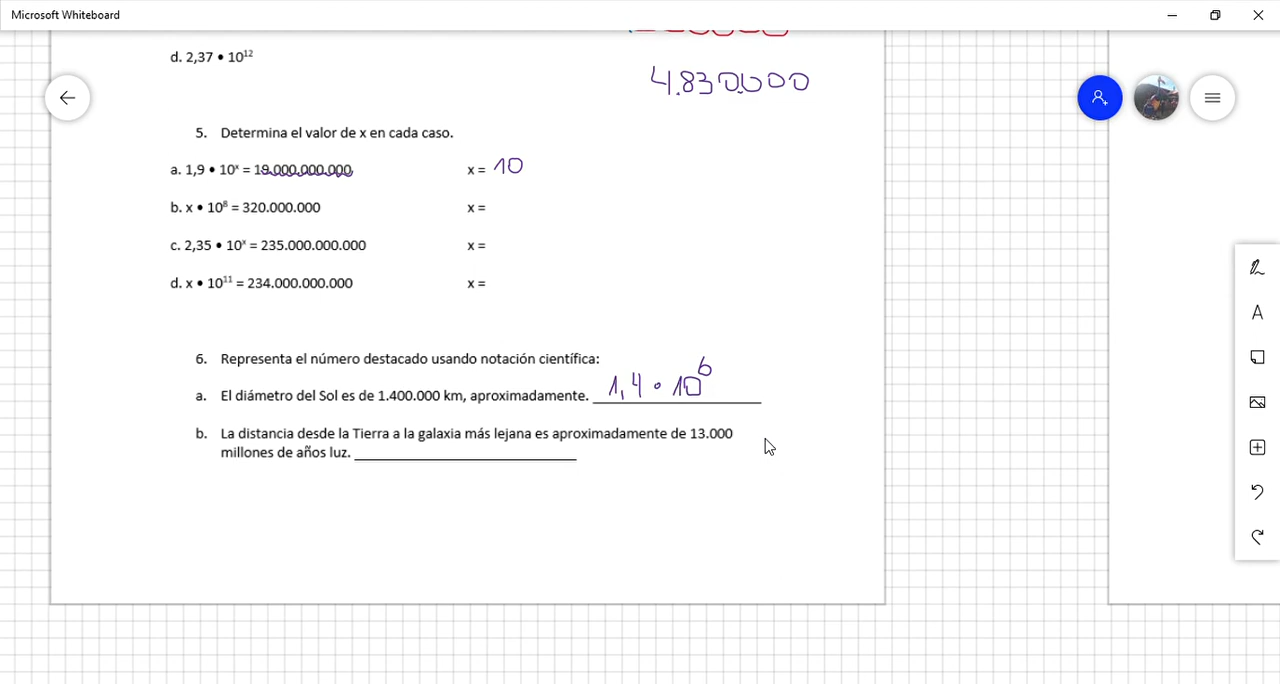 Microsoft Whiteboard
d. 2,37 • 10¹²
4.830.000
5. Determina el valor de x en cada caso.
a. 1,9 • 10ˣ = 19.000.000.000 x = 10
b. x • 10⁸ = 320.000.000 x =
c. 2,35 • 10ˣ = 235.000.000.000 x =
d. x • 10¹¹ = 234.000.000.000 x =
6. Representa el número destacado usando notación científica:
a. El diámetro del Sol es de 1.400.000 km, aproximadamente. 1,4 • 10⁶
b. La distancia desde la Tierra a la galaxia más lejana es aproximadamente de 13.000
millones de años luz.